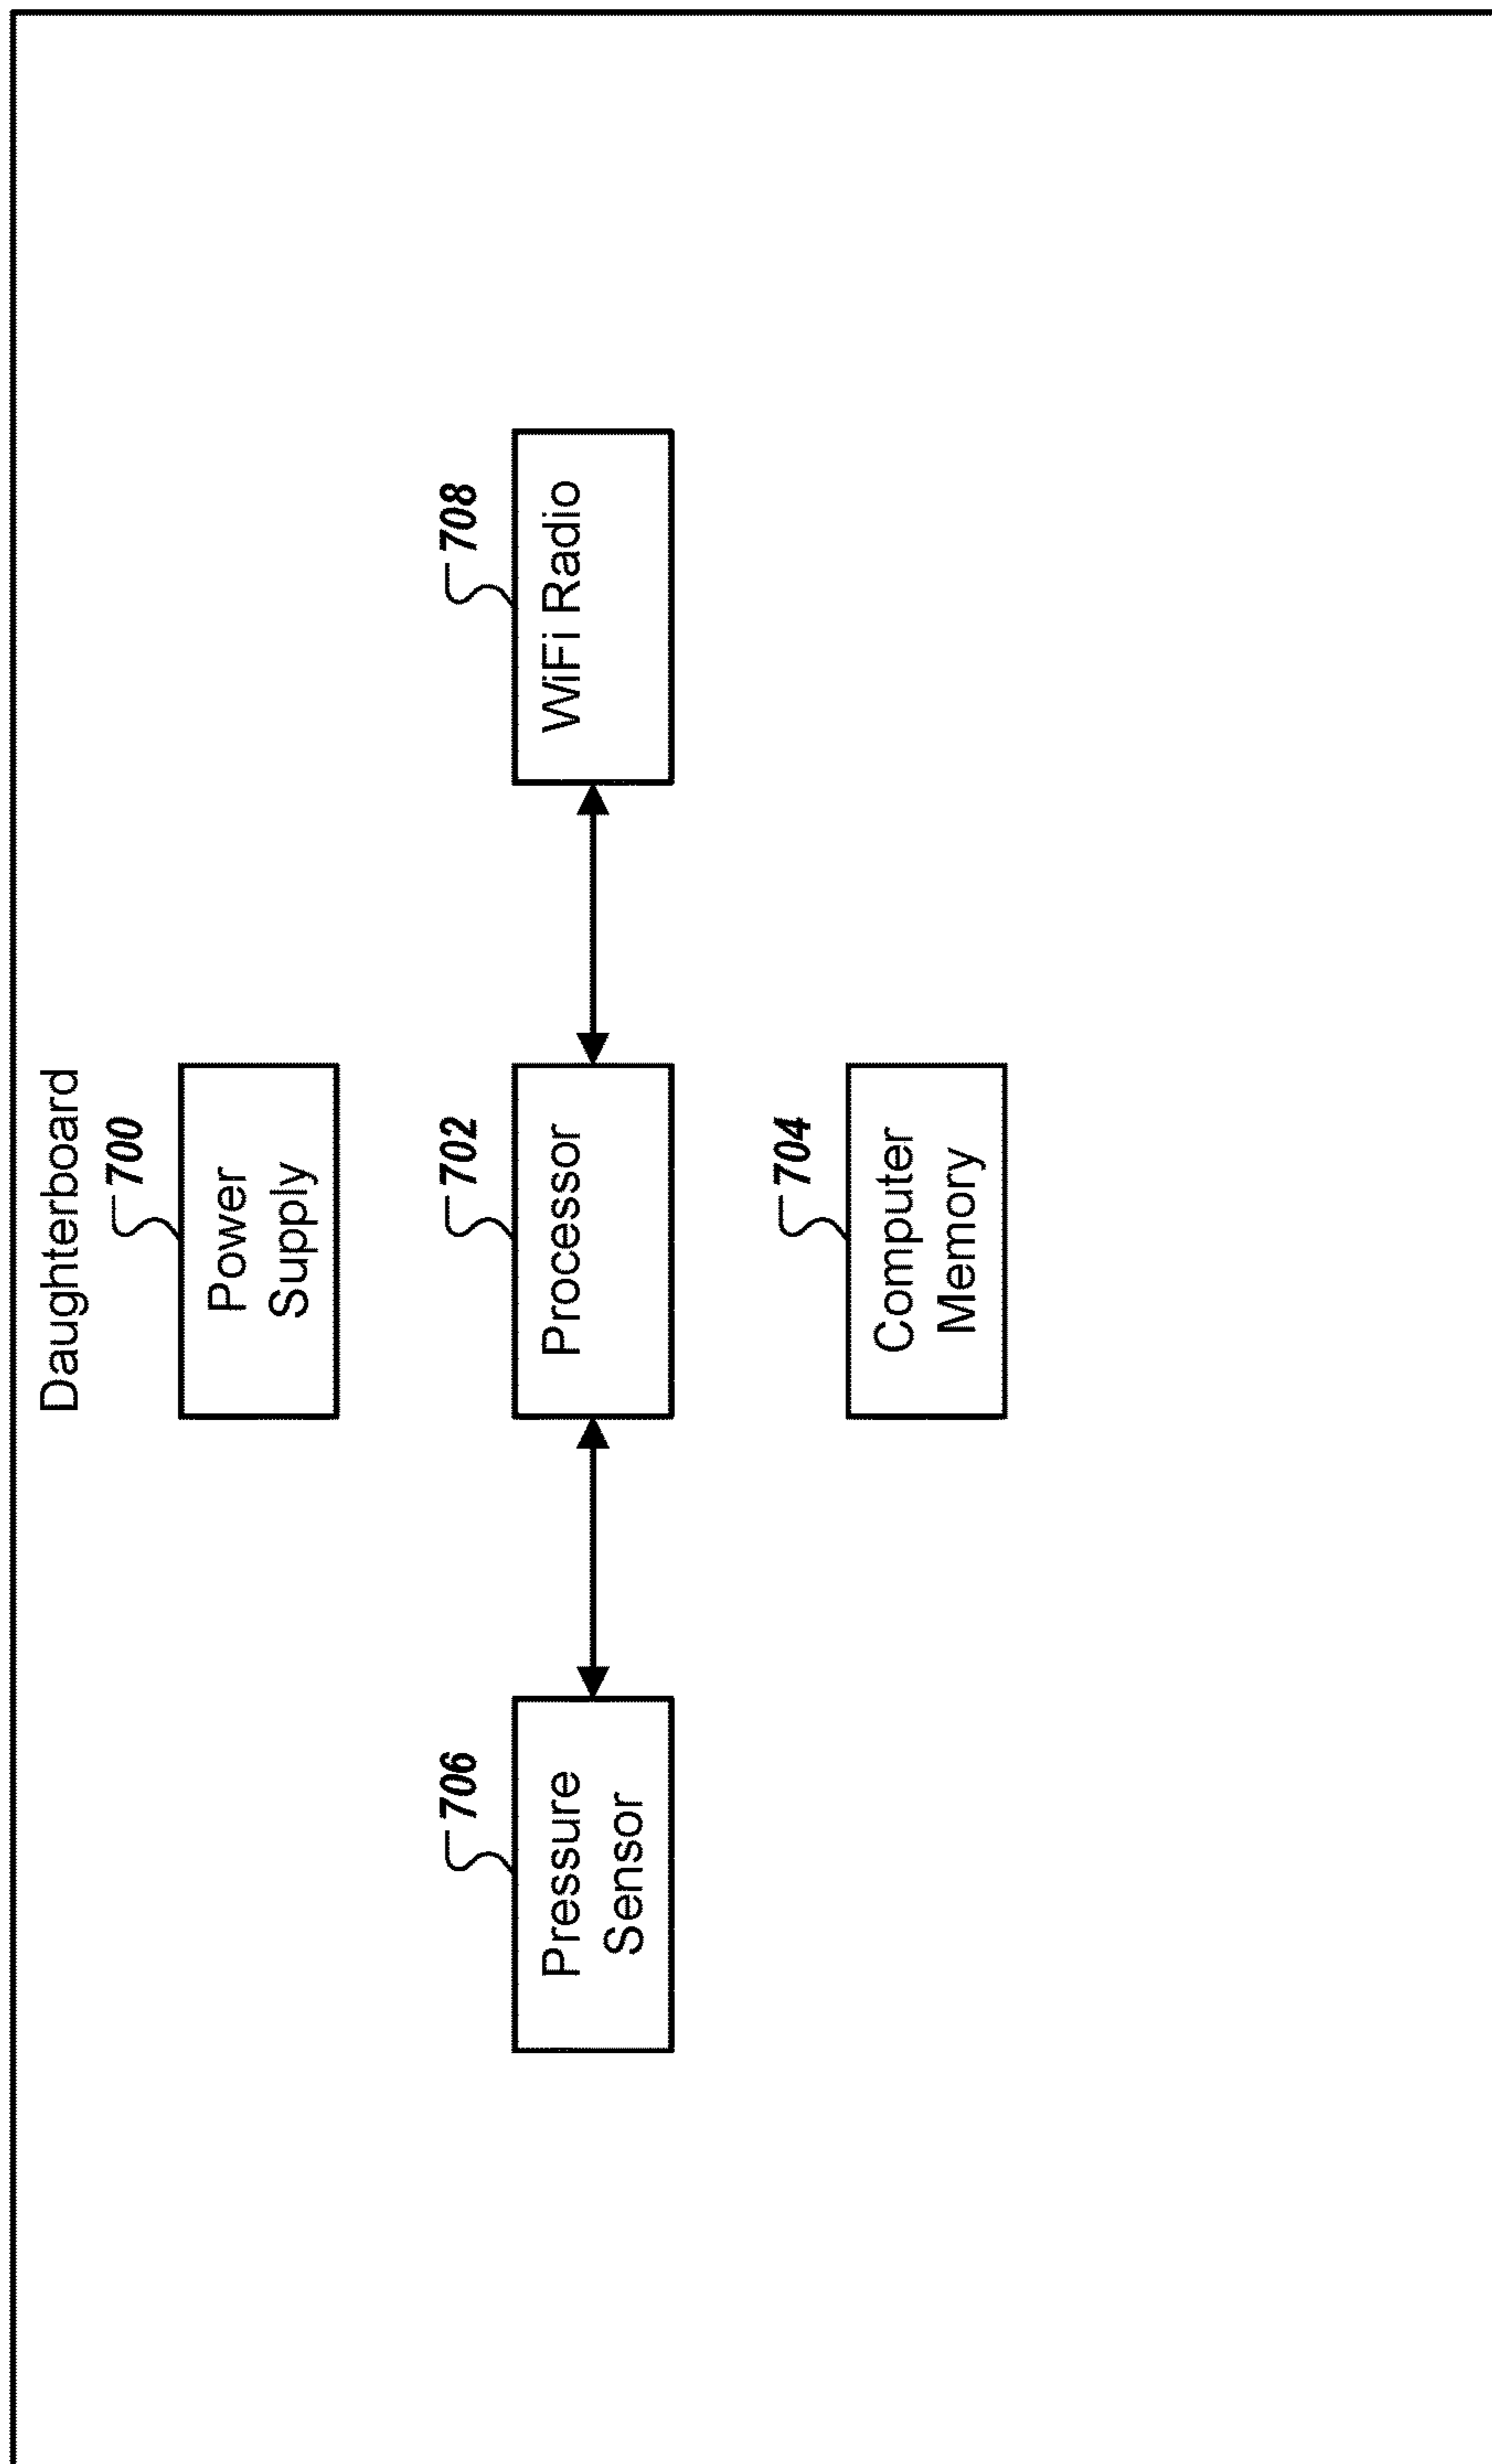 Daughterboard
700
Power
Supply
706
Pressure
Sensor
702
Processor
708
WiFi Radio
704
Computer
Memory